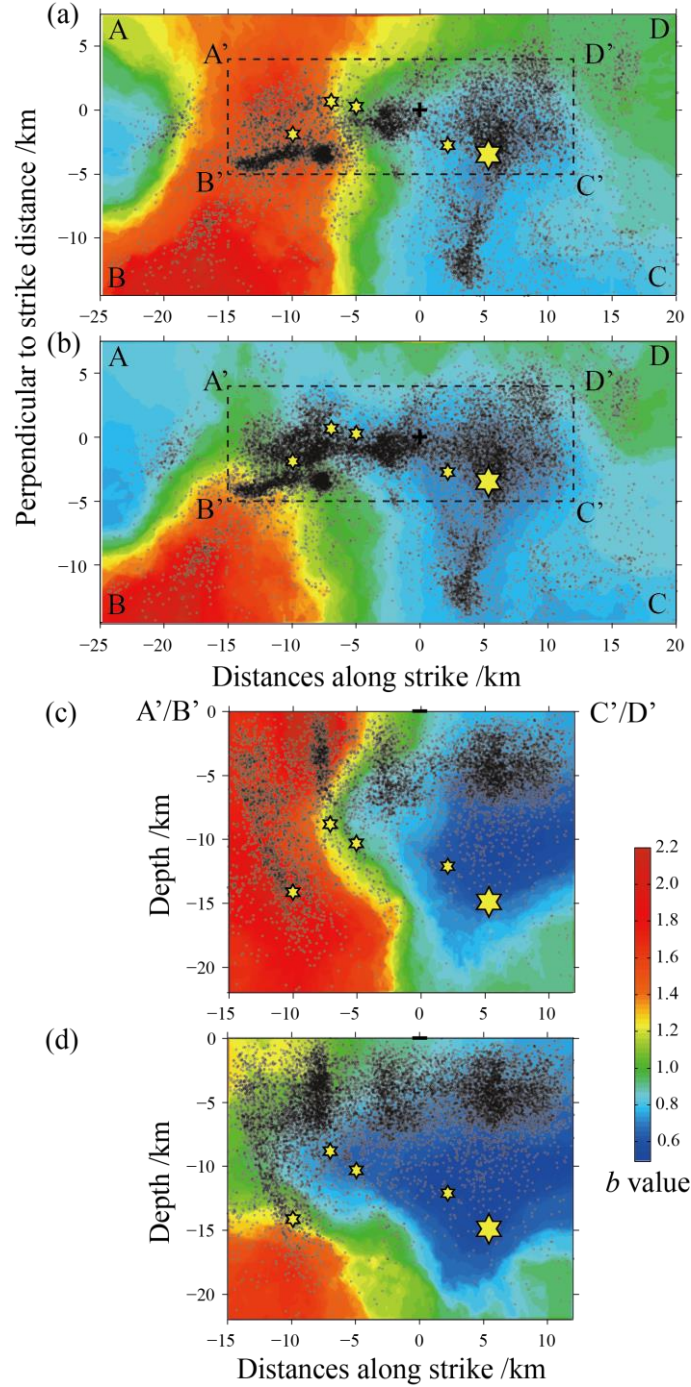 (a)
A D
A’ D’
B’ C’
B C
5
0
−5
−10
−25 −20 −15 −10 −5 0 5 10 15 20
(b)
A D
A’ D’
B’ C’
B C
5
0
−5
−10
−25 −20 −15 −10 −5 0 5 10 15 20
Perpendicular to strike distance /km
Distances along strike /km
(c) A’/B’ C’/D’
0
−5
−10
−15
−20
Depth /km
−15 −10 −5 0 5 10
(d)
0
−5
−10
−15
−20
Depth /km
−15 −10 −5 0 5 10
Distances along strike /km
2.2
2.0
1.8
1.6
1.4
1.2
1.0
0.8
0.6
b value